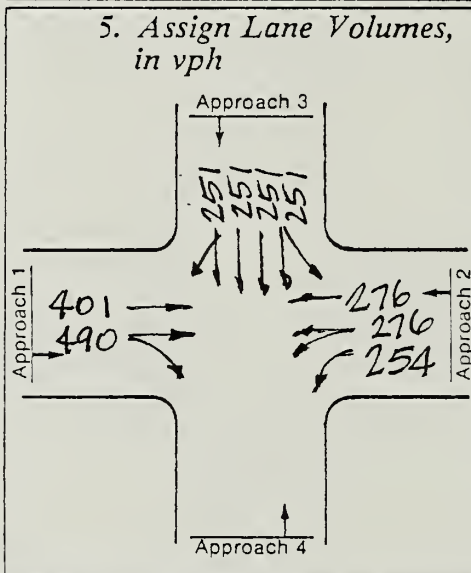 5. Assign Lane Volumes,
in vph
Approach 3
251 251 251 251
Approach 1
401
490
276
276
254
Approach 2
Approach 4